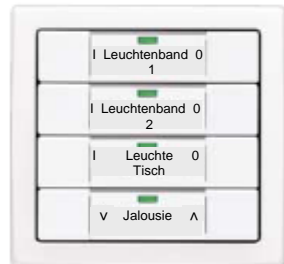 I Leuchtenband 0
1
I Leuchtenband 0
2
I Leuchte 0
Tisch
v Jalousie ʌ